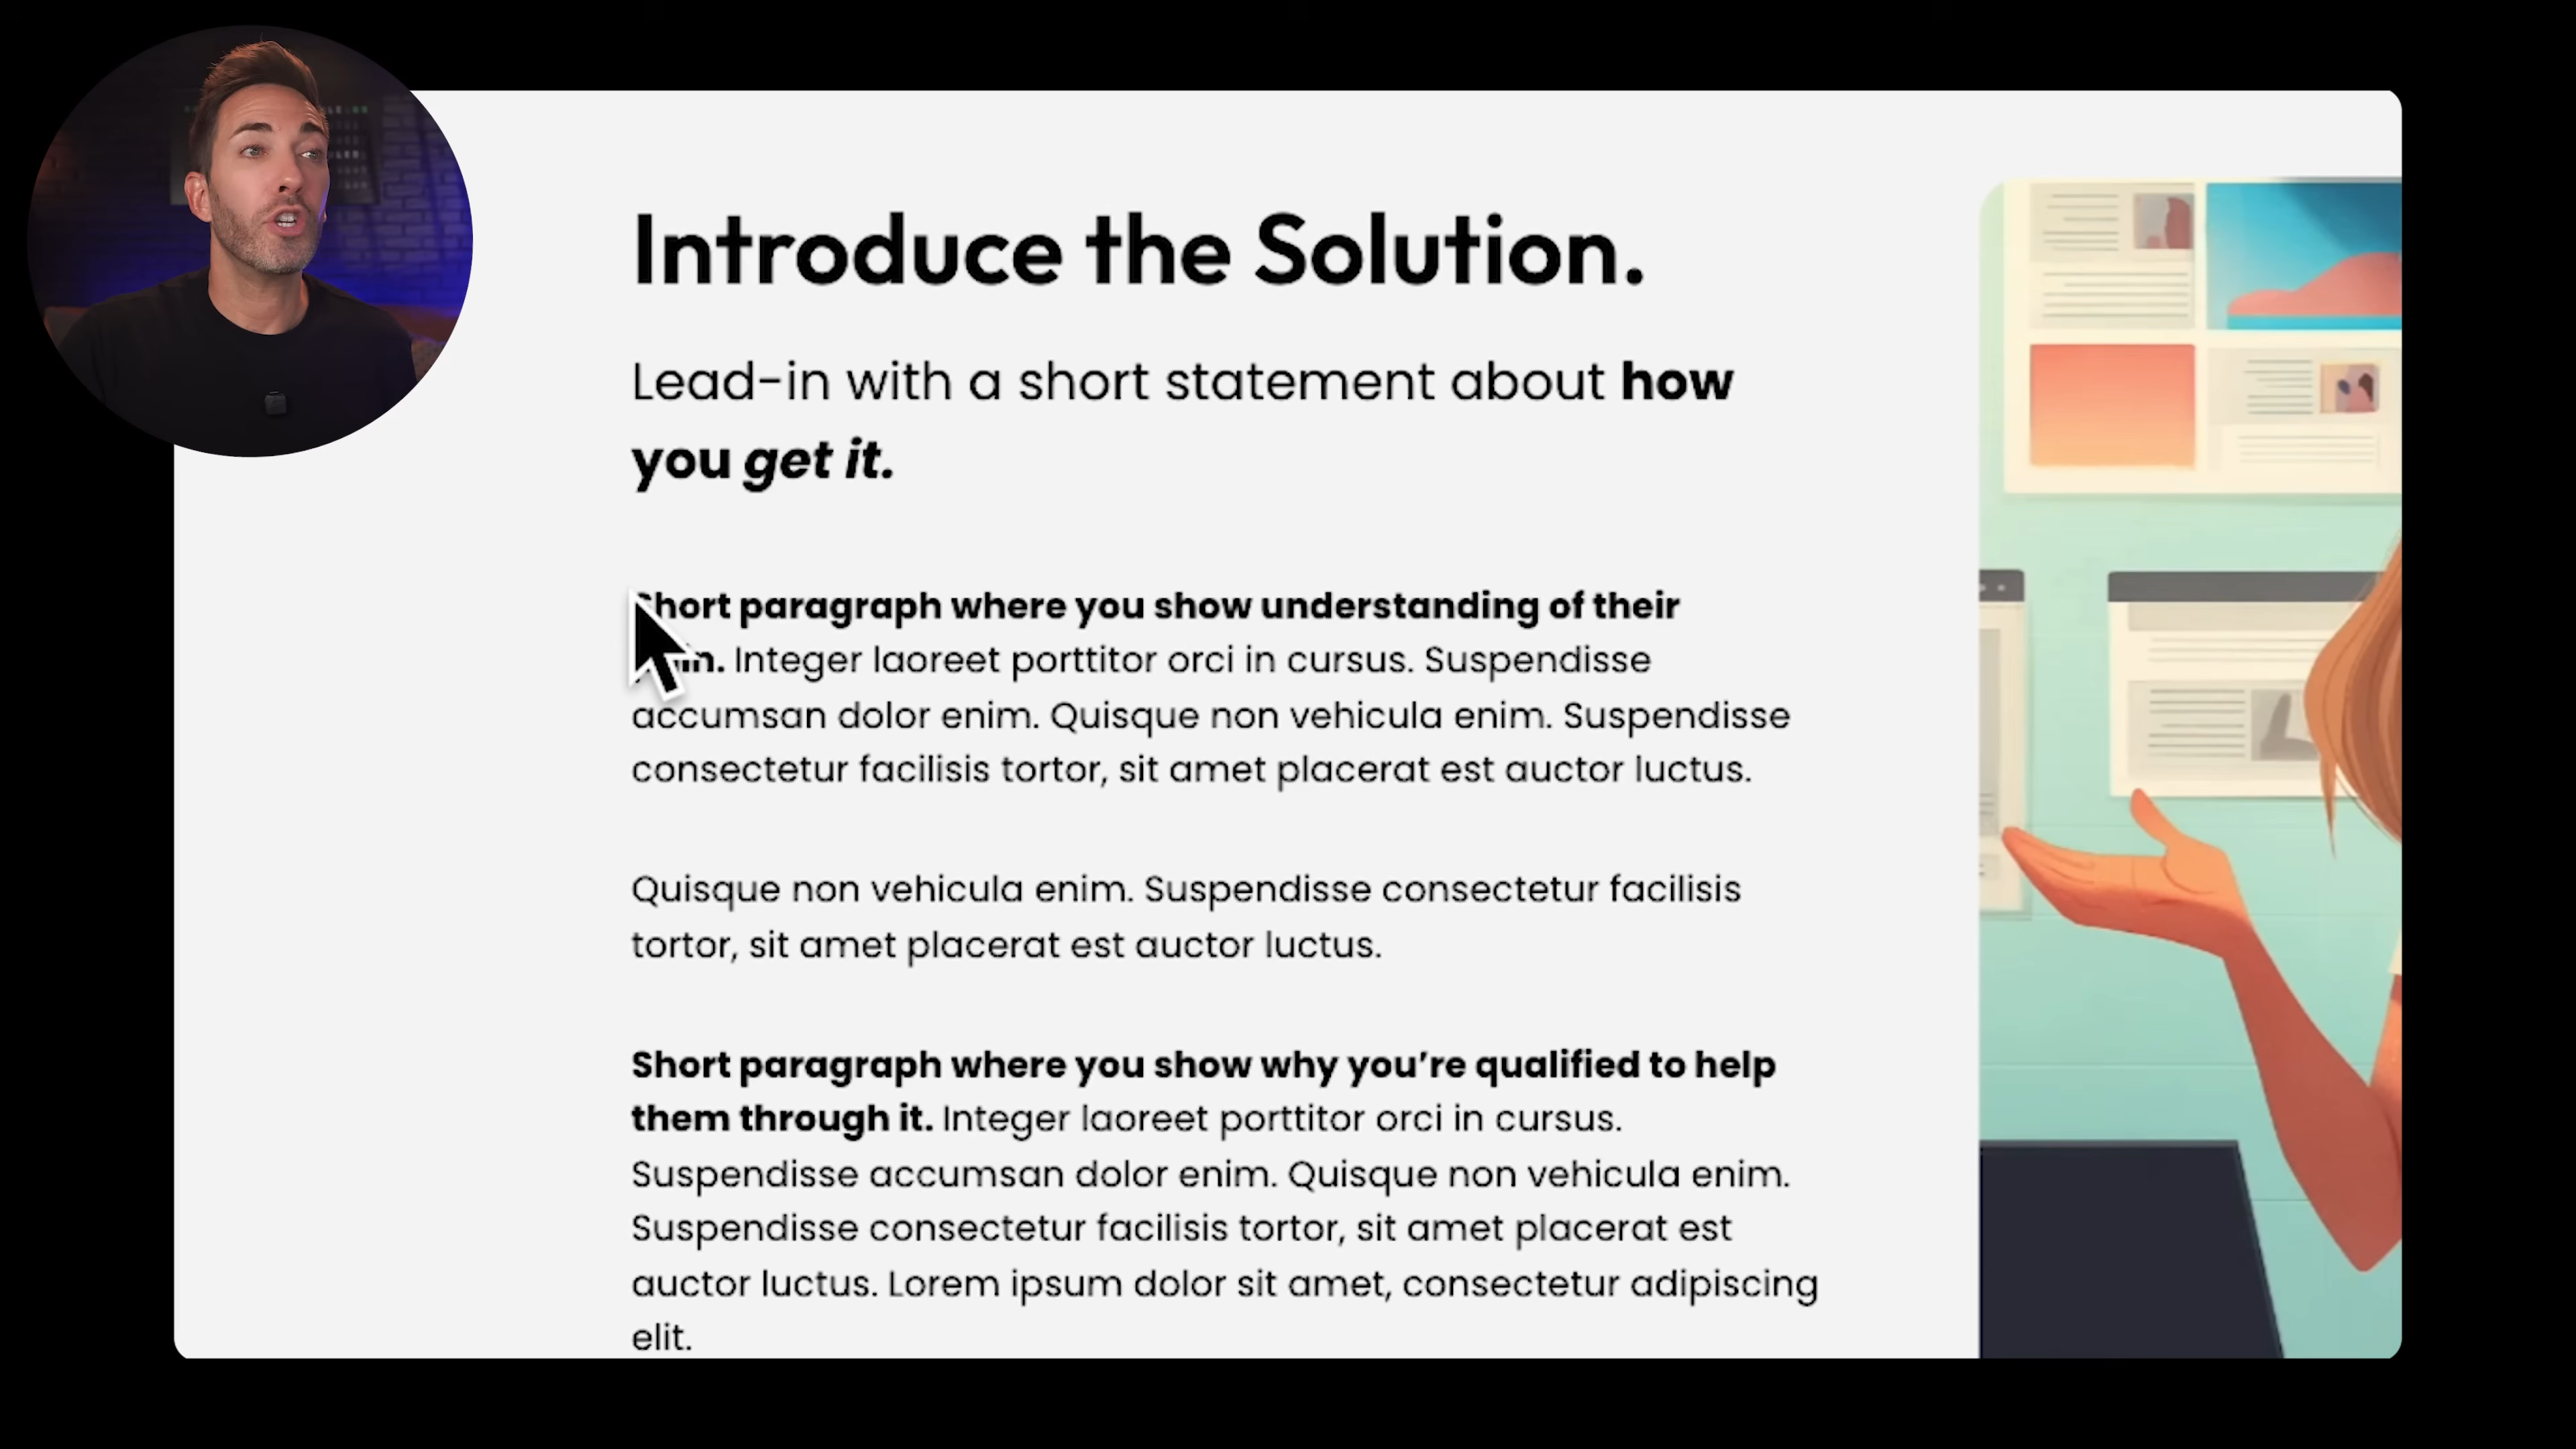 Introduce the Solution.
Lead-in with a short statement about how
you get it.
Short paragraph where you show understanding of their
Integer laoreet porttitor orci in cursus. Suspendisse
accumsan dolor enim. Quisque non vehicula enim. Suspendisse
consectetur facilisis tortor, sit amet placerat est auctor luctus.
Quisque non vehicula enim. Suspendisse consectetur facilisis
tortor, sit amet placerat est auctor luctus.
Short paragraph where you show why you’re qualified to help
them through it. Integer laoreet porttitor orci in cursus.
Suspendisse accumsan dolor enim. Quisque non vehicula enim.
Suspendisse consectetur facilisis tortor, sit amet placerat est
auctor luctus. Lorem ipsum dolor sit amet, consectetur adipiscing
elit.